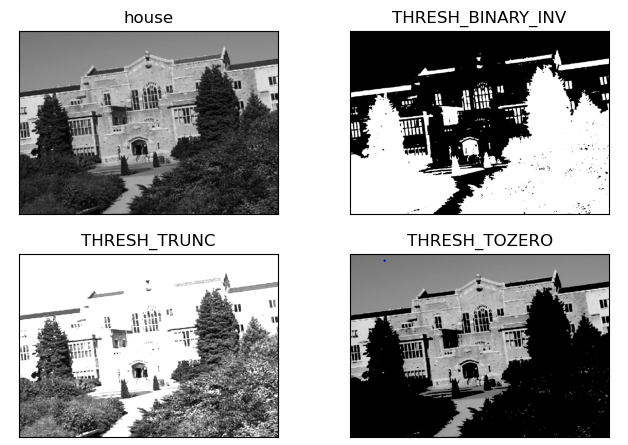 house
THRESH_BINARY_INV
THRESH_TRUNC
THRESH_TOZERO